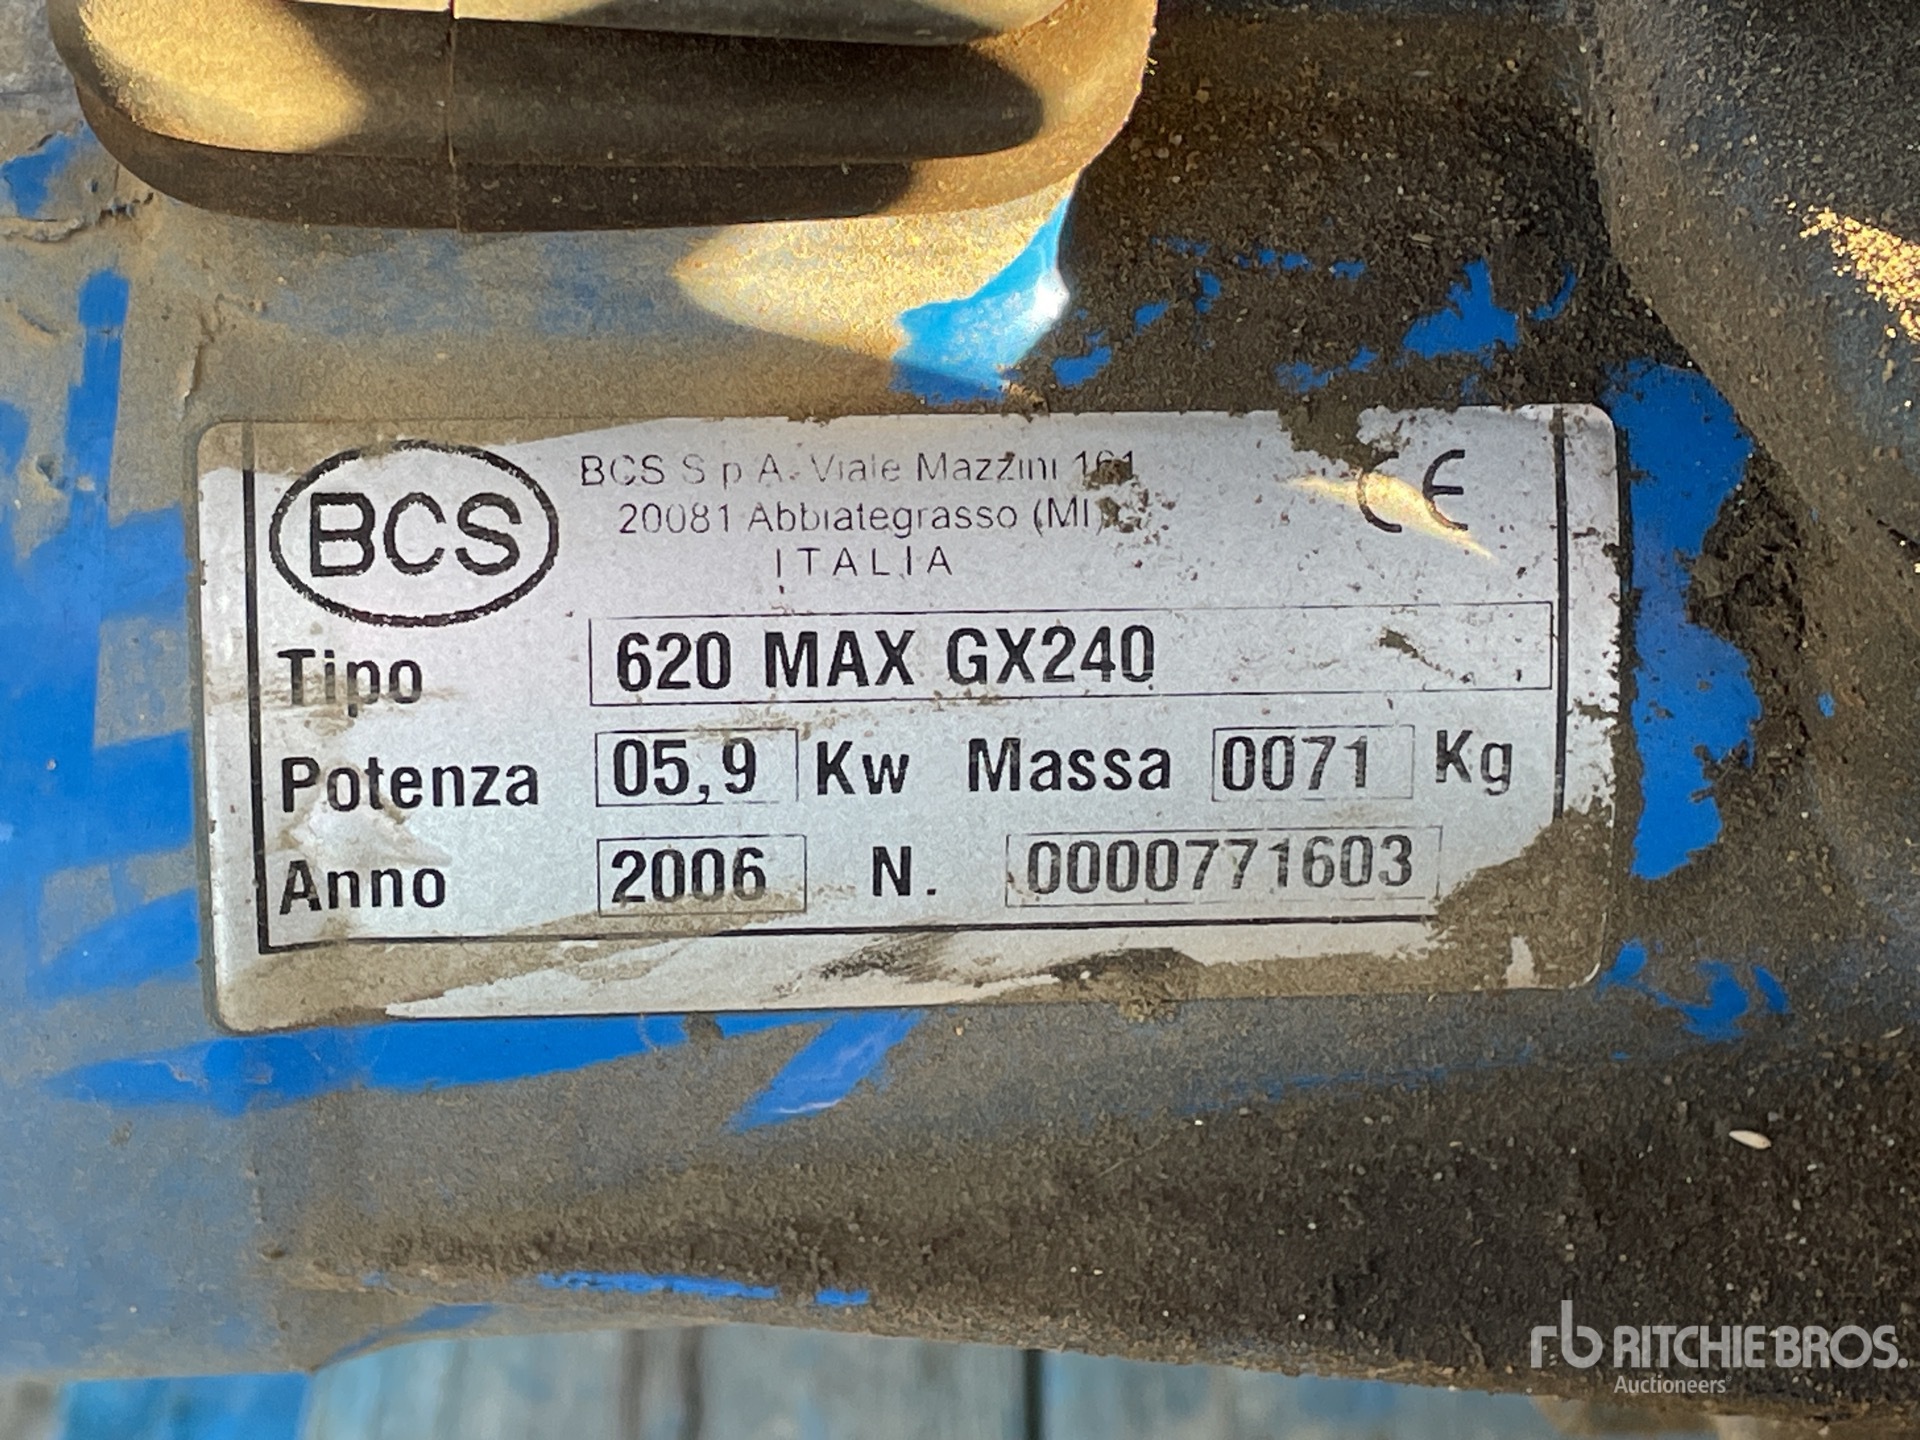 BCS
BCS S.p.A. Viale Mazzini 161
20081 Abbiategrasso (MI)
ITALIA
CE
Tipo 620 MAX GX240
Potenza 05,9 Kw Massa 0071 Kg
Anno 2006 N. 0000771603
rb RITCHIE BROS.
Auctioneers